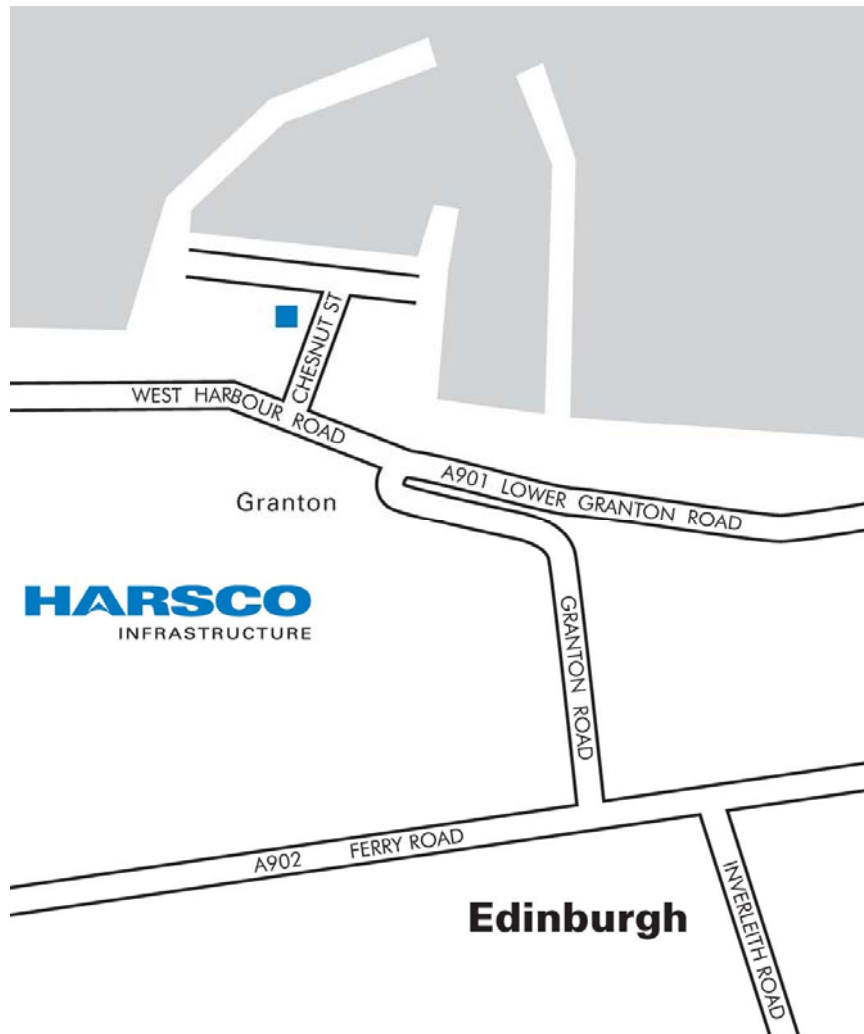 CHESNUT ST
WEST HARBOUR ROAD
A901 LOWER GRANTON ROAD
Granton
HARSCO
INFRASTRUCTURE
GRANTON ROAD
A902 FERRY ROAD
Edinburgh
INVERLEITH ROAD